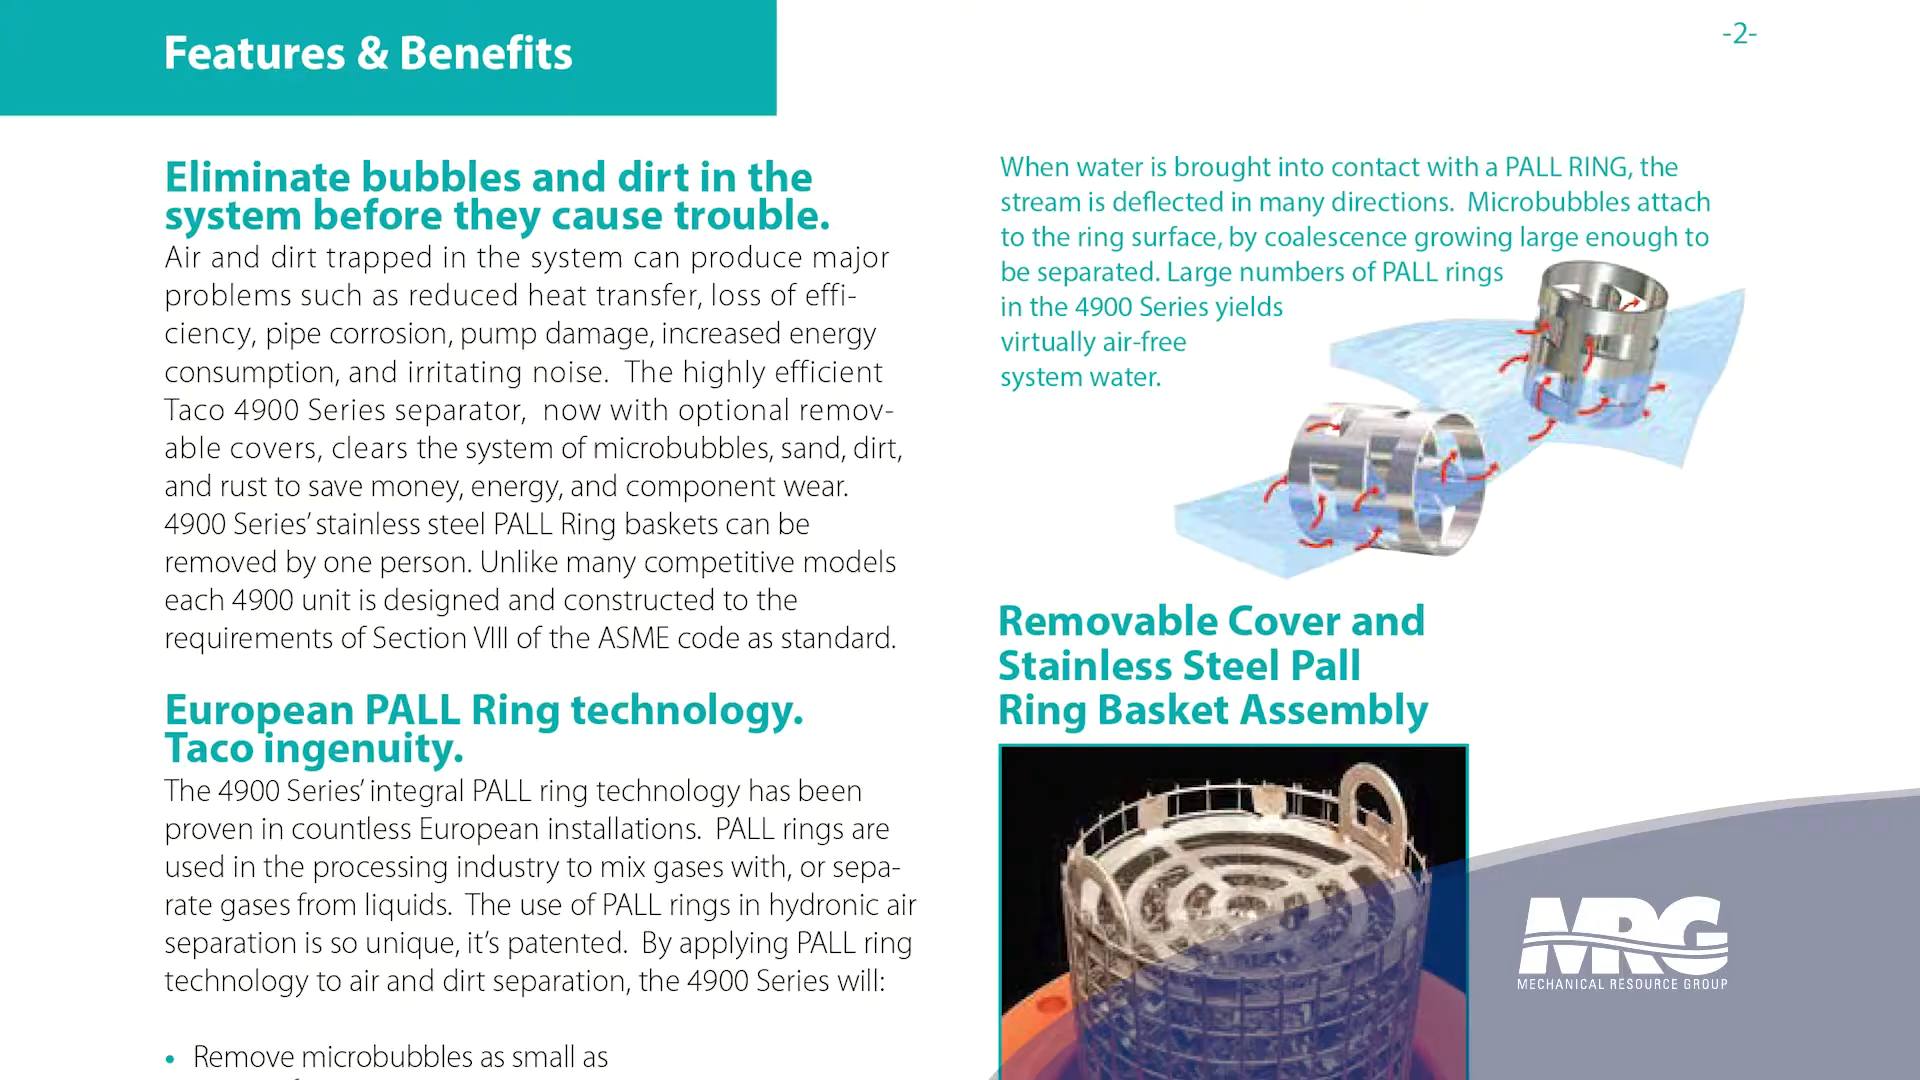 Features & Benefits
-2-
Eliminate bubbles and dirt in the
system before they cause trouble.
Air and dirt trapped in the system can produce major
problems such as reduced heat transfer, loss of effi-
ciency, pipe corrosion, pump damage, increased energy
consumption, and irritating noise. The highly efficient
Taco 4900 Series separator, now with optional remov-
able covers, clears the system of microbubbles, sand, dirt,
and rust to save money, energy, and component wear.
4900 Series' stainless steel PALL Ring baskets can be
removed by one person. Unlike many competitive models
each 4900 unit is designed and constructed to the
requirements of Section VIII of the ASME code as standard.
European PALL Ring technology.
Taco ingenuity.
The 4900 Series' integral PALL ring technology has been
proven in countless European installations. PALL rings are
used in the processing industry to mix gases with, or sepa-
rate gases from liquids. The use of PALL rings in hydronic air
separation is so unique, it's patented. By applying PALL ring
technology to air and dirt separation, the 4900 Series will:
• Remove microbubbles as small as
When water is brought into contact with a PALL RING, the
stream is deflected in many directions. Microbubbles attach
to the ring surface, by coalescence growing large enough to
be separated. Large numbers of PALL rings
in the 4900 Series yields
virtually air-free
system water.
Removable Cover and
Stainless Steel Pall
Ring Basket Assembly
MRG
MECHANICAL RESOURCE GROUP